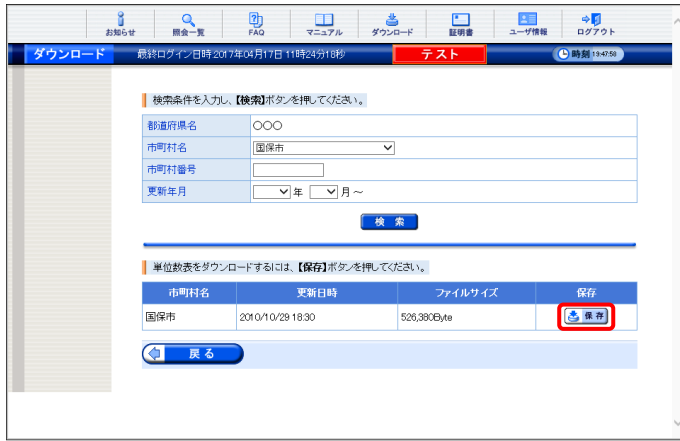 お知らせ 照会一覧 FAQ マニュアル ダウンロード 証明書 ユーザ情報 ログアウト
ダウンロード 最終ログイン日時:2017年04月17日 11時24分18秒 テスト 時刻 19:47:58
検索条件を入力し、【検索】ボタンを押してください。
都道府県名 〇〇〇
市町村名 国保市
市町村番号
更新年月 年 月～
検 索
単位数表をダウンロードするには、【保存】ボタンを押してください。
市町村名 更新日時 ファイルサイズ 保存
国保市 2010/10/29 18:30 526,380Byte 保存
戻る